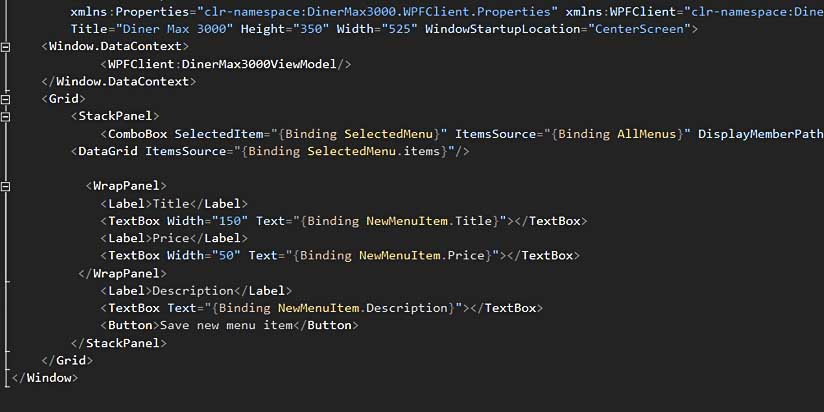 xmlns:Properties="clr-namespace:DinerMax3000.WPFClient.Properties" xmlns:WPFClient="clr-namespace:Dine
Title="Diner Max 3000" Height="350" Width="525" WindowStartupLocation="CenterScreen">
<Window.DataContext>
<WPFClient:DinerMax3000ViewModel/>
</Window.DataContext>
<Grid>
<StackPanel>
<ComboBox SelectedItem="{Binding SelectedMenu}" ItemsSource="{Binding AllMenus}" DisplayMemberPath
<DataGrid ItemsSource="{Binding SelectedMenu.items}"/>
<WrapPanel>
<Label>Title</Label>
<TextBox Width="150" Text="{Binding NewMenuItem.Title}"></TextBox>
<Label>Price</Label>
<TextBox Width="50" Text="{Binding NewMenuItem.Price}"></TextBox>
</WrapPanel>
<Label>Description</Label>
<TextBox Text="{Binding NewMenuItem.Description}"></TextBox>
<Button>Save new menu item</Button>
</StackPanel>
</Grid>
</Window>